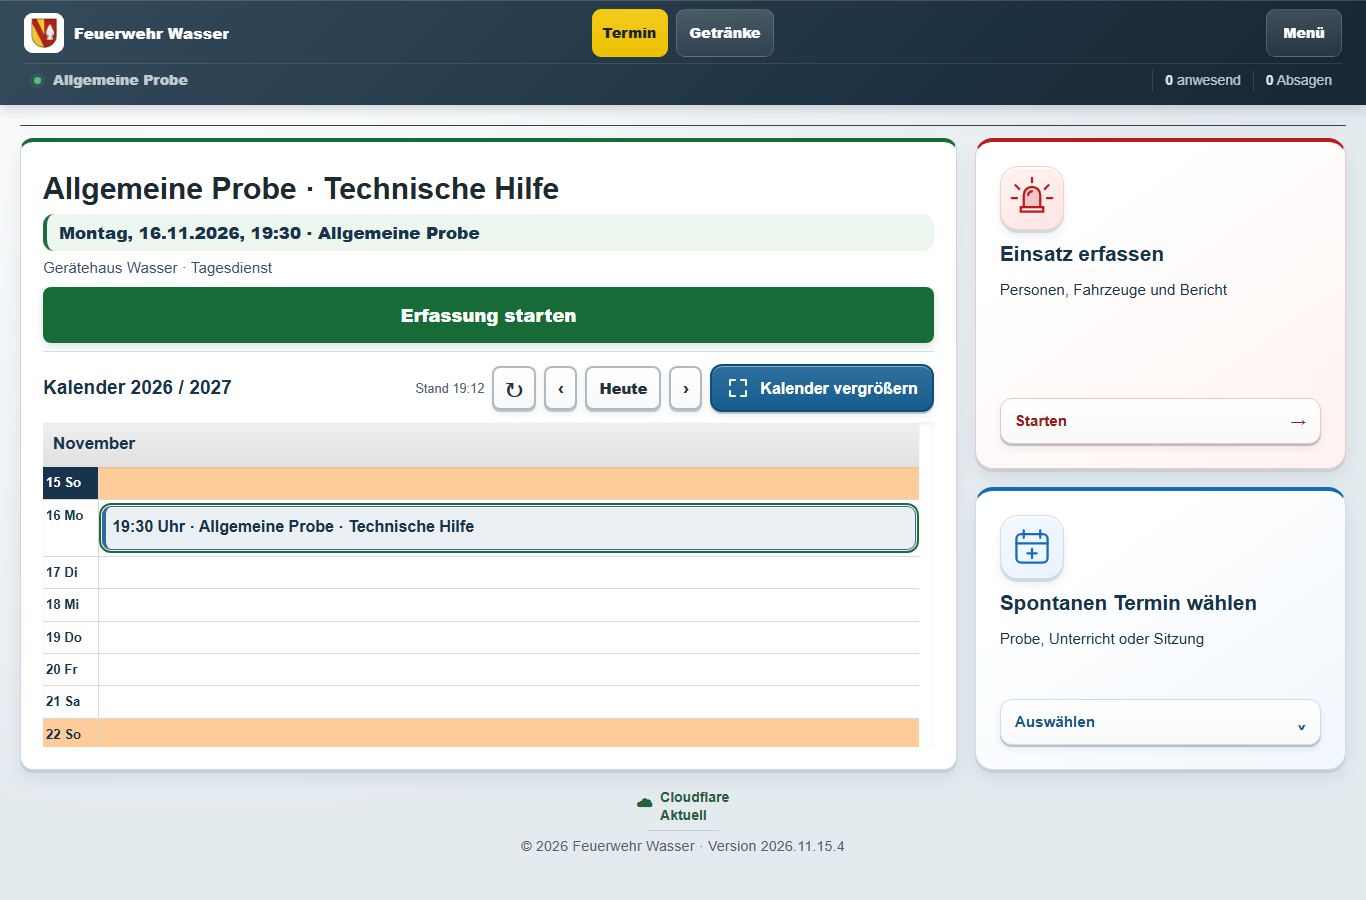 Feuerwehr Wasser
Termin
Getränke
Menü
Allgemeine Probe
0 anwesend
0 Absagen
Allgemeine Probe · Technische Hilfe
Montag, 16.11.2026, 19:30 · Allgemeine Probe
Gerätehaus Wasser · Tagesdienst
Erfassung starten
Kalender 2026 / 2027
Stand 19:12
↻
‹
Heute
›
Kalender vergrößern
November
15 So
16 Mo
19:30 Uhr · Allgemeine Probe · Technische Hilfe
17 Di
18 Mi
19 Do
20 Fr
21 Sa
22 So
Einsatz erfassen
Personen, Fahrzeuge und Bericht
Starten →
Spontanen Termin wählen
Probe, Unterricht oder Sitzung
Auswählen
Cloudflare
Aktuell
© 2026 Feuerwehr Wasser · Version 2026.11.15.4